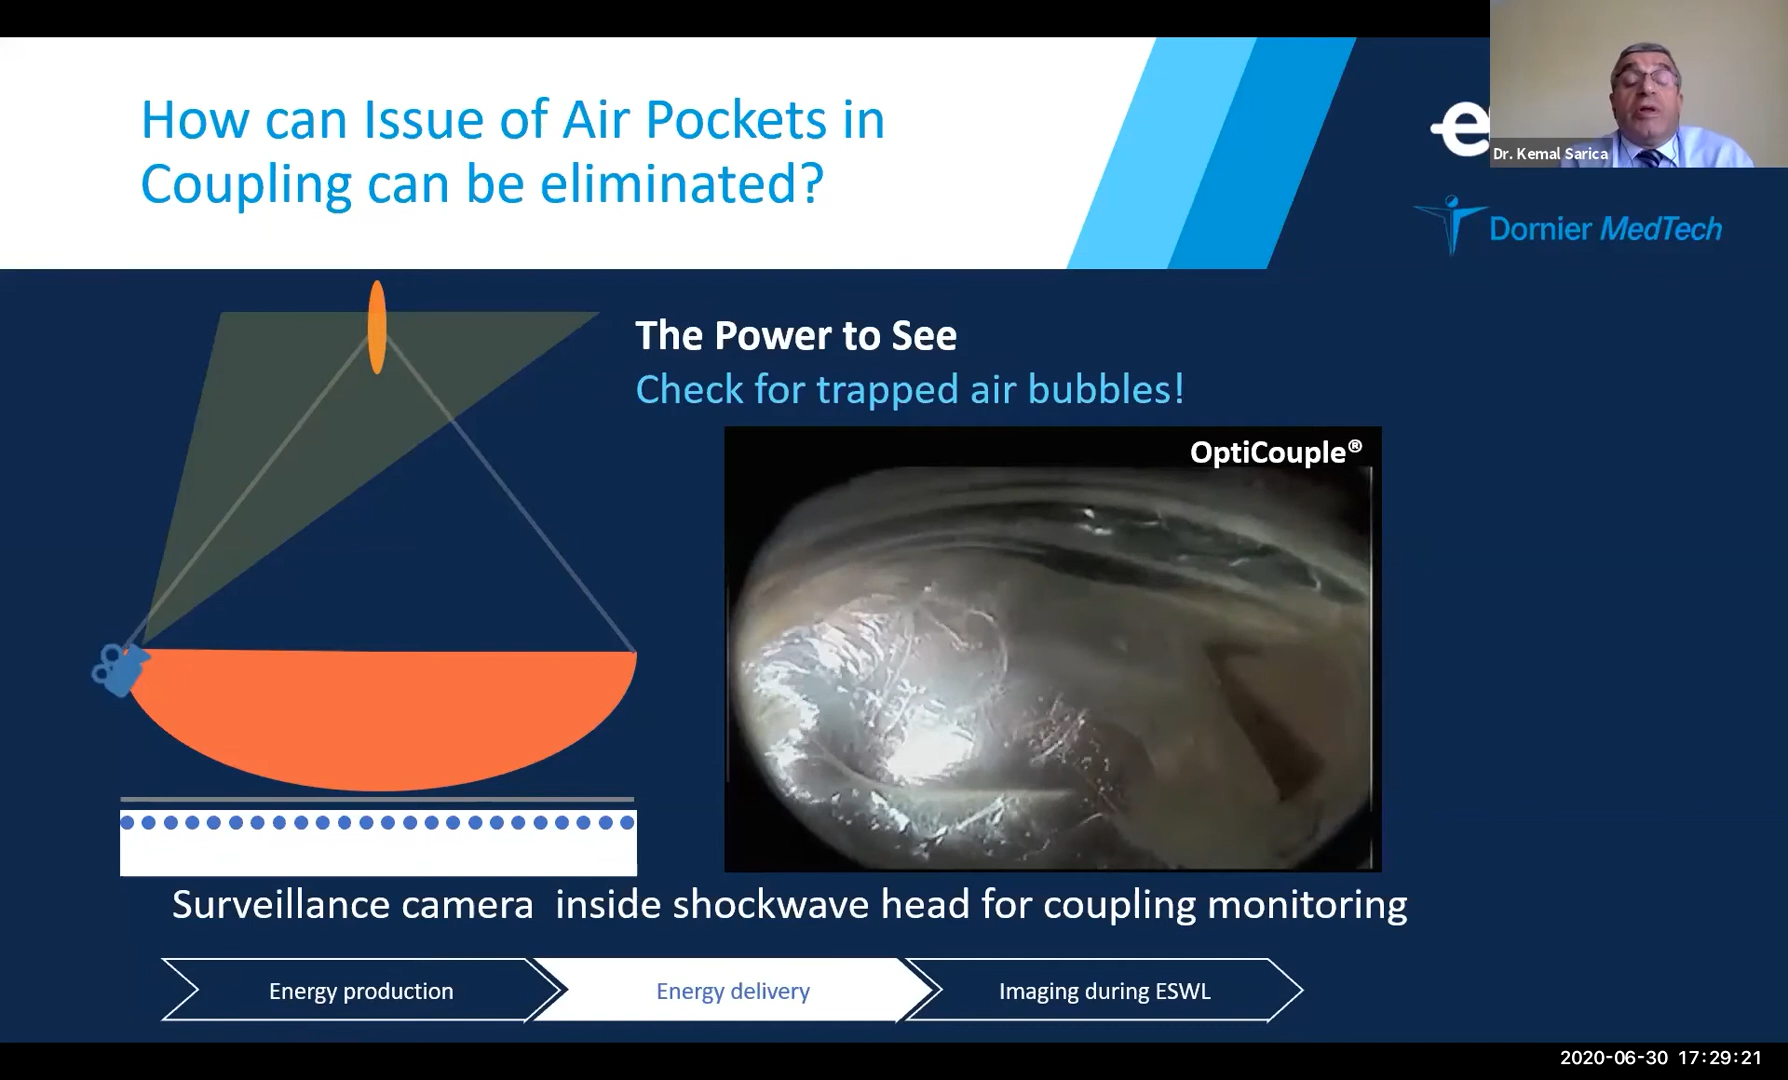 How can Issue of Air Pockets in
Coupling can be eliminated?
e
Dr. Kemal Sarica
Dornier MedTech
The Power to See
Check for trapped air bubbles!
OptiCouple®
Surveillance camera inside shockwave head for coupling monitoring
Energy production
Energy delivery
Imaging during ESWL
2020-06-30 17:29:21